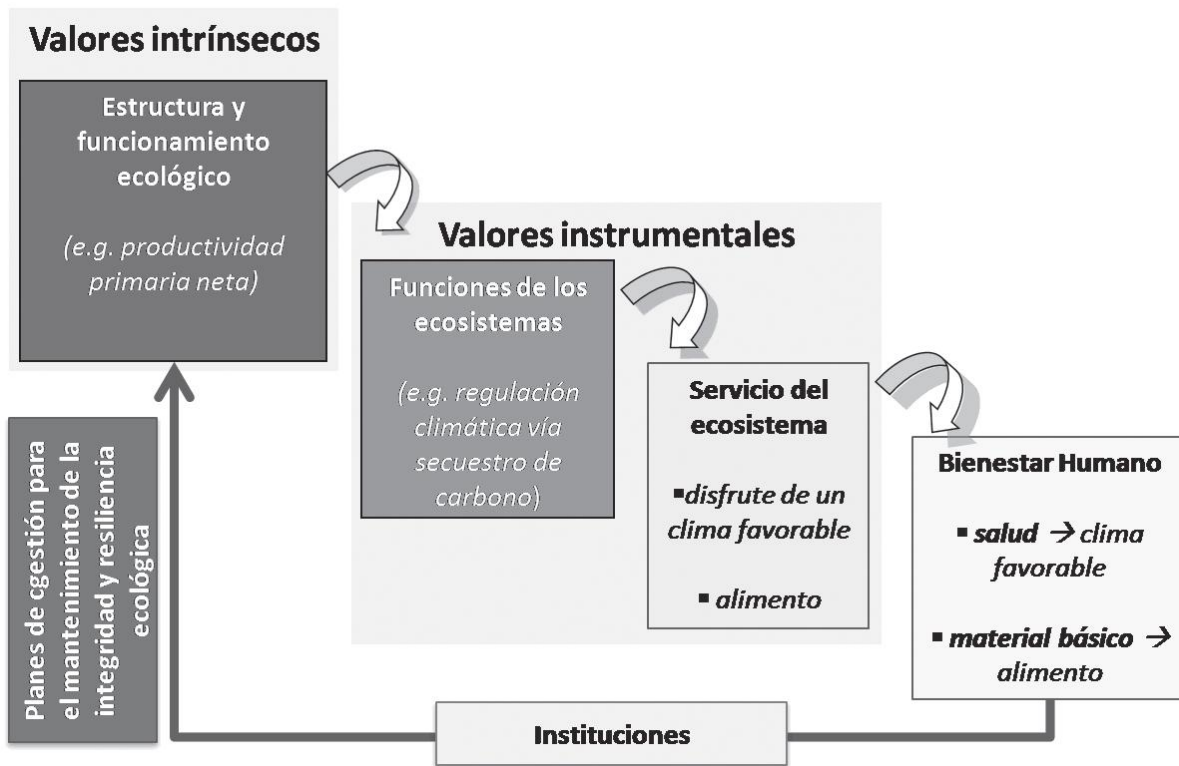 Valores intrínsecos
Estructura y
funcionamiento
ecológico
(e.g. productividad
primaria neta)
Valores instrumentales
Funciones de los
ecosistemas
(e.g. regulación
climática vía
secuestro de
carbono)
Servicio del
ecosistema
▪disfrute de un
clima favorable
▪ alimento
Bienestar Humano
▪ salud → clima
favorable
▪ material básico →
alimento
Planes de cgestión para
el mantenimiento de la
integridad y resiliencia
ecológica
Instituciones